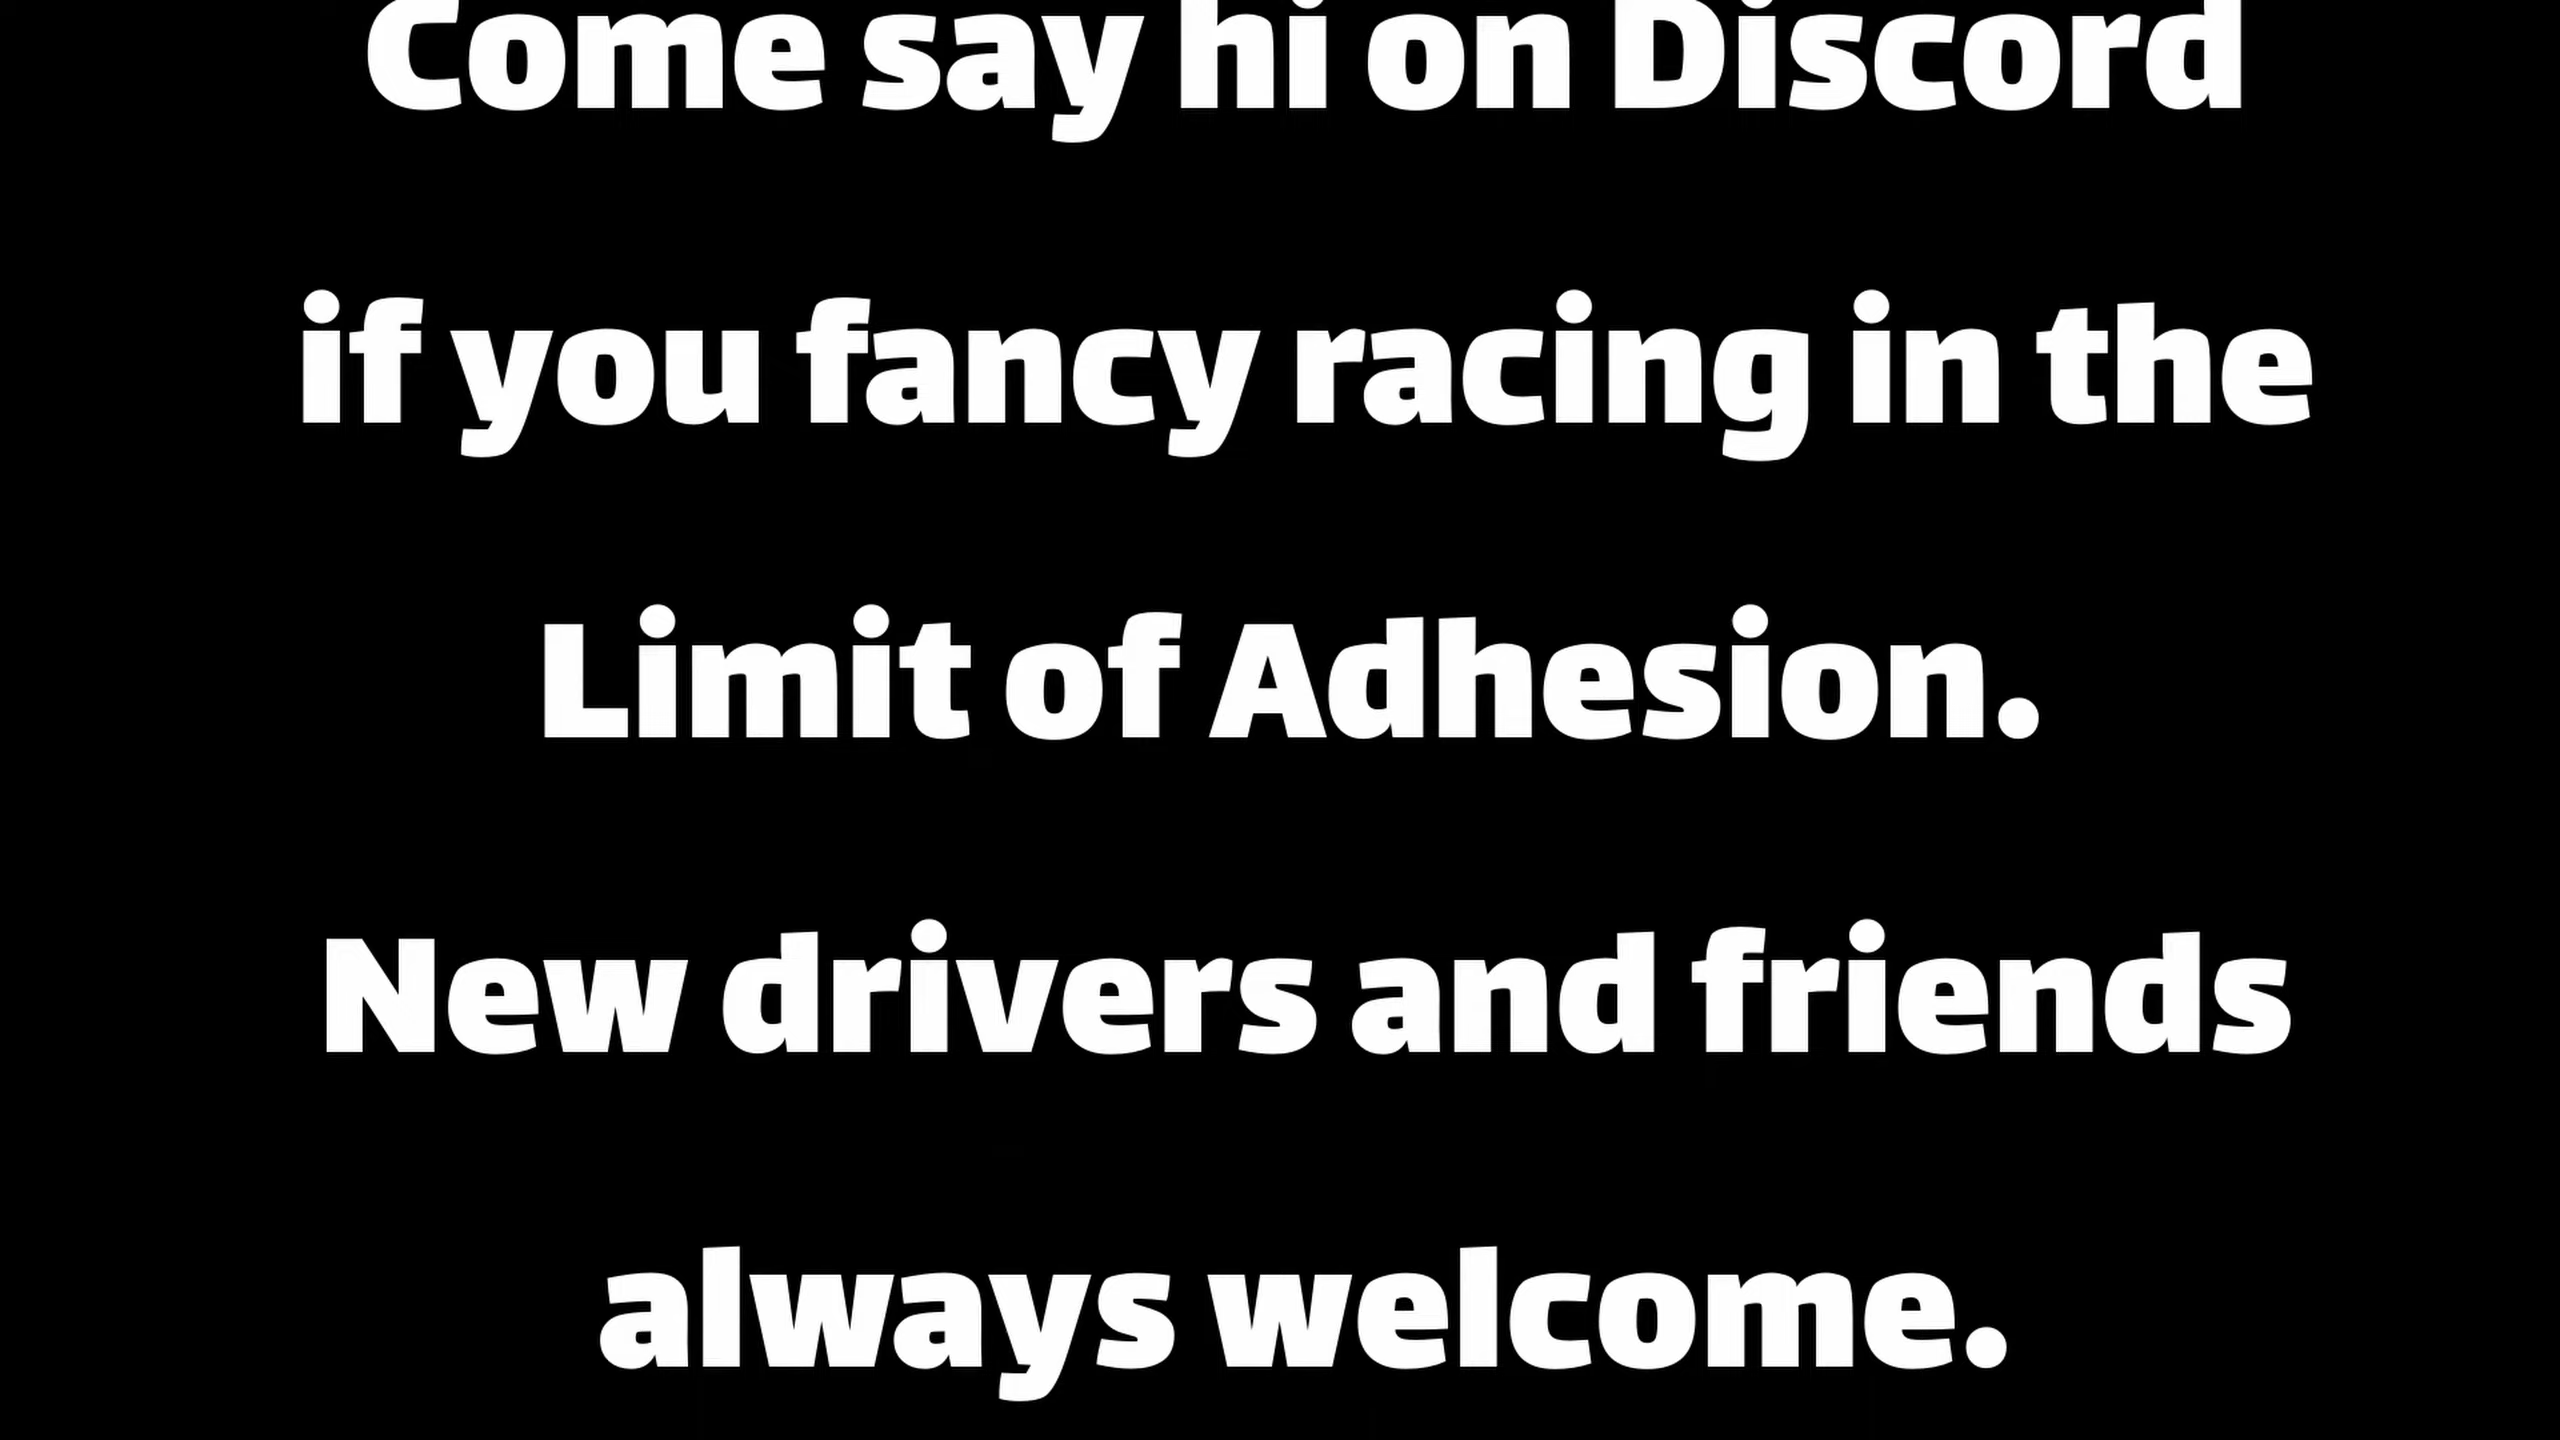 Come say hi on Discord
if you fancy racing in the
Limit of Adhesion.
New drivers and friends
always welcome.